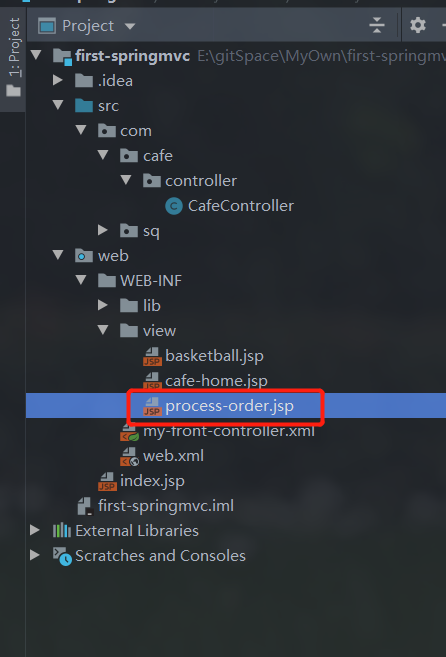 1: Project
Project
first-springmvc E:\gitSpace\MyOwn\first-springmv
.idea
src
com
cafe
controller
CafeController
sq
web
WEB-INF
lib
view
basketball.jsp
cafe-home.jsp
process-order.jsp
my-front-controller.xml
web.xml
index.jsp
first-springmvc.iml
External Libraries
Scratches and Consoles